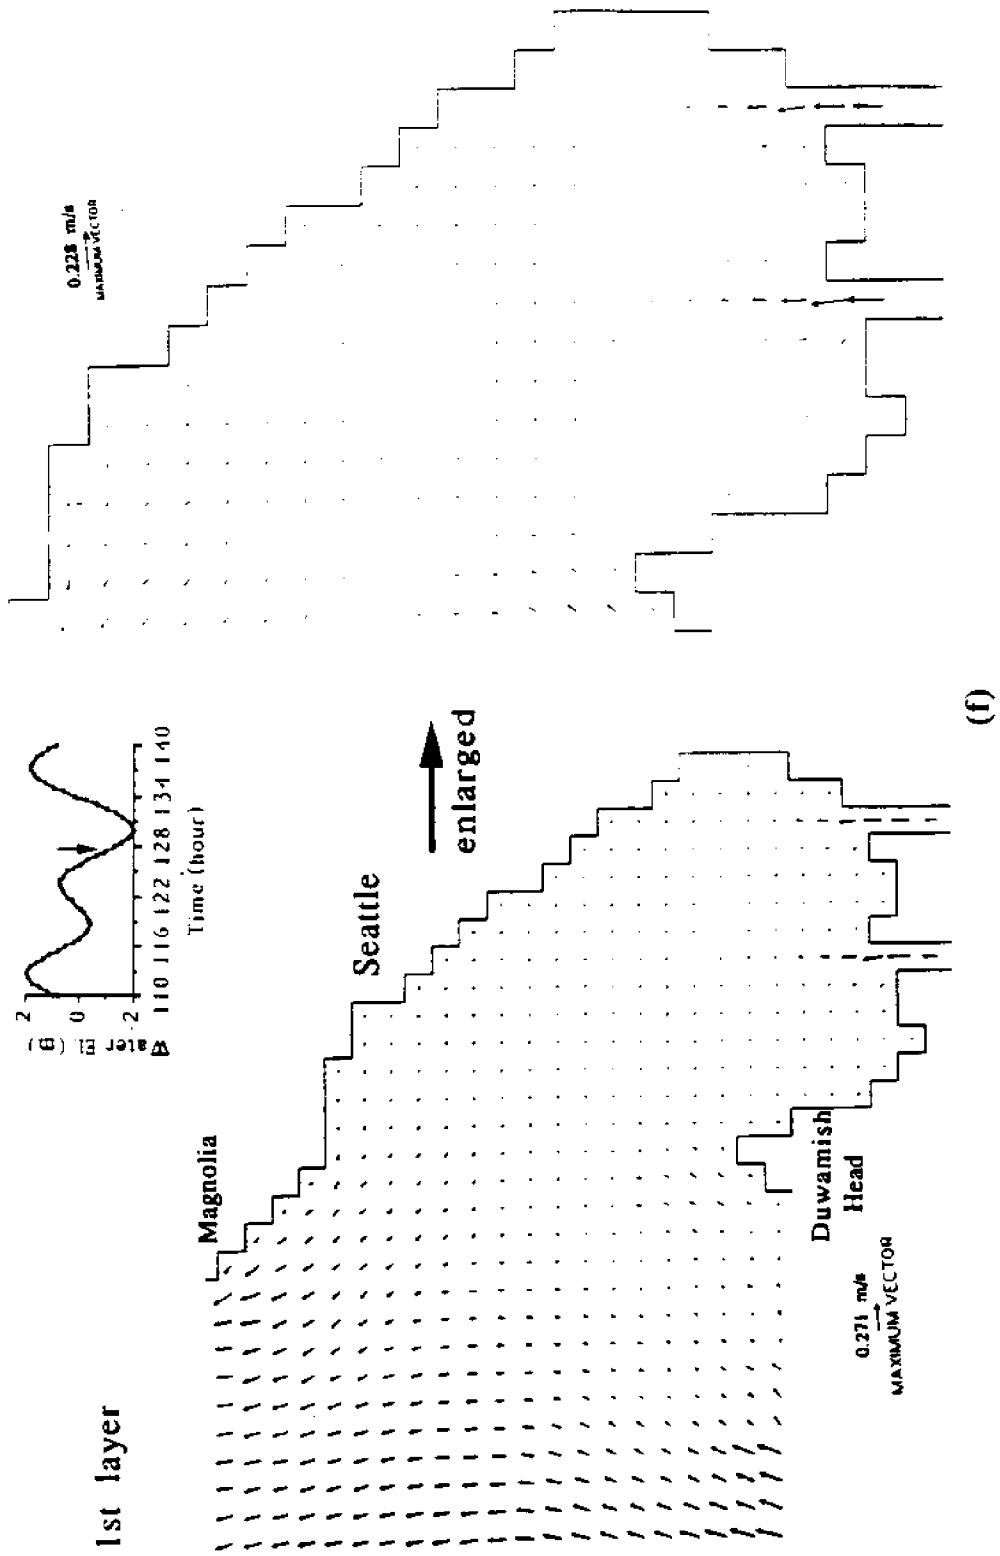 1st layer
Magnolia
Seattle
Duwamish
Head
0.271 m/s
MAXIMUM VECTOR
2
0
-2
Water El. (m)
110 116 122 128 134 140
Time (hour)
enlarged
0.228 m/s
MAXIMUM VECTOR
(f)